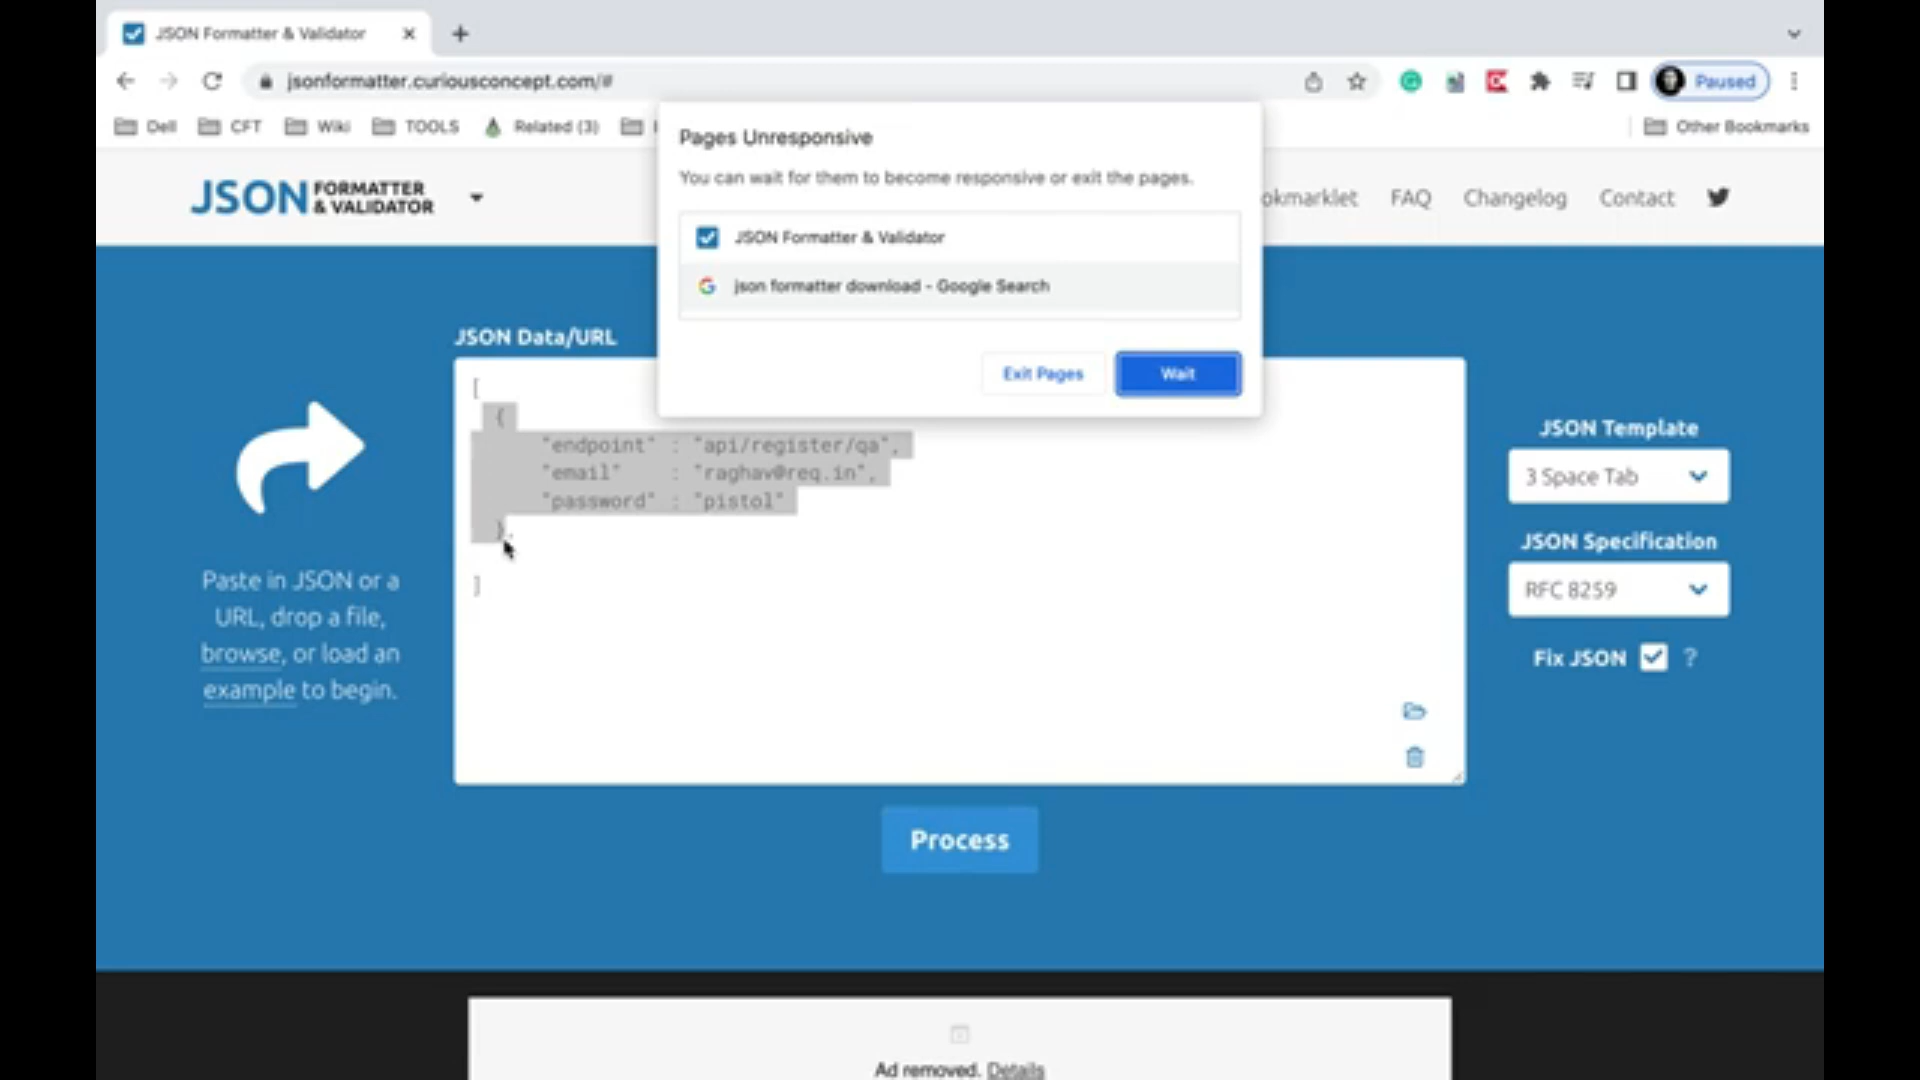 JSON Formatter & Validator
jsonformatter.curiousconcept.com/#
Paused
Dell
CFT
Wiki
TOOLS
Related (3)
Other Bookmarks
Pages Unresponsive
You can wait for them to become responsive or exit the pages.
JSON Formatter & Validator
json formatter download - Google Search
Exit Pages
Wait
JSON FORMATTER & VALIDATOR
okmarklet
FAQ
Changelog
Contact
JSON Data/URL
[
{
"endpoint" : "api/register/qa",
"email" : "raghav@req.in",
"password" : "pistol"
},
]
Paste in JSON or a
URL, drop a file,
browse, or load an
example to begin.
JSON Template
3 Space Tab
JSON Specification
RFC 8259
Fix JSON ?
Process
Ad removed. Details